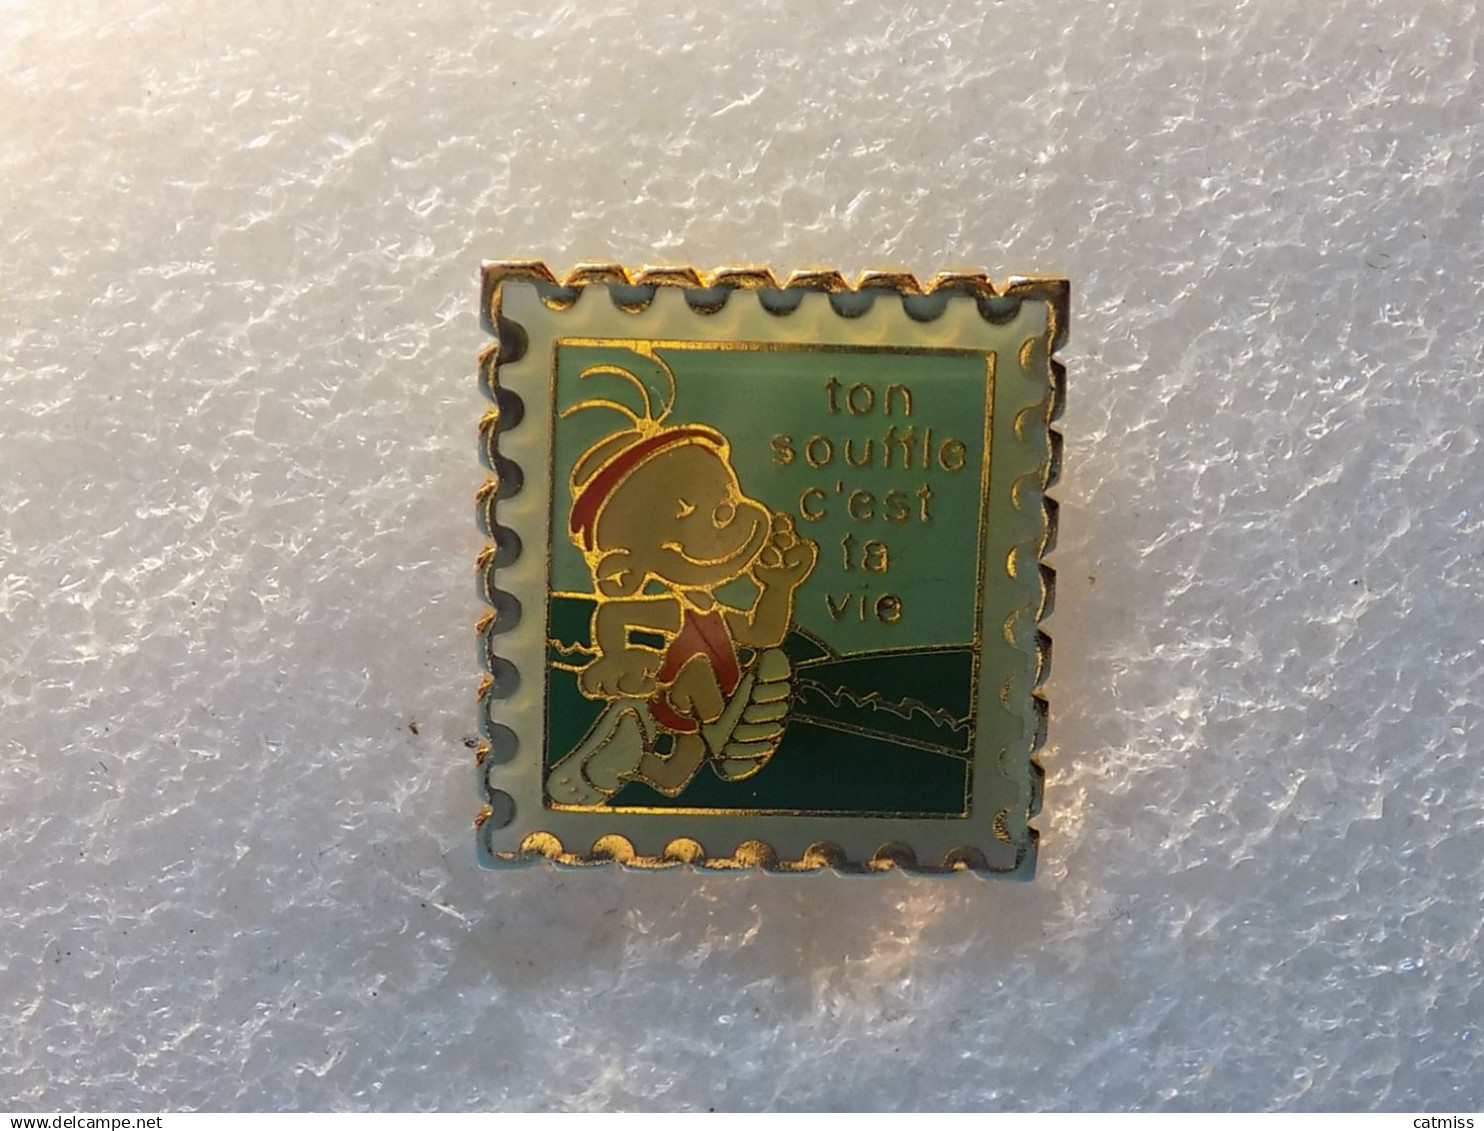 ton
souffle
c'est
ta
vie
www.delcampe.net
catmiss